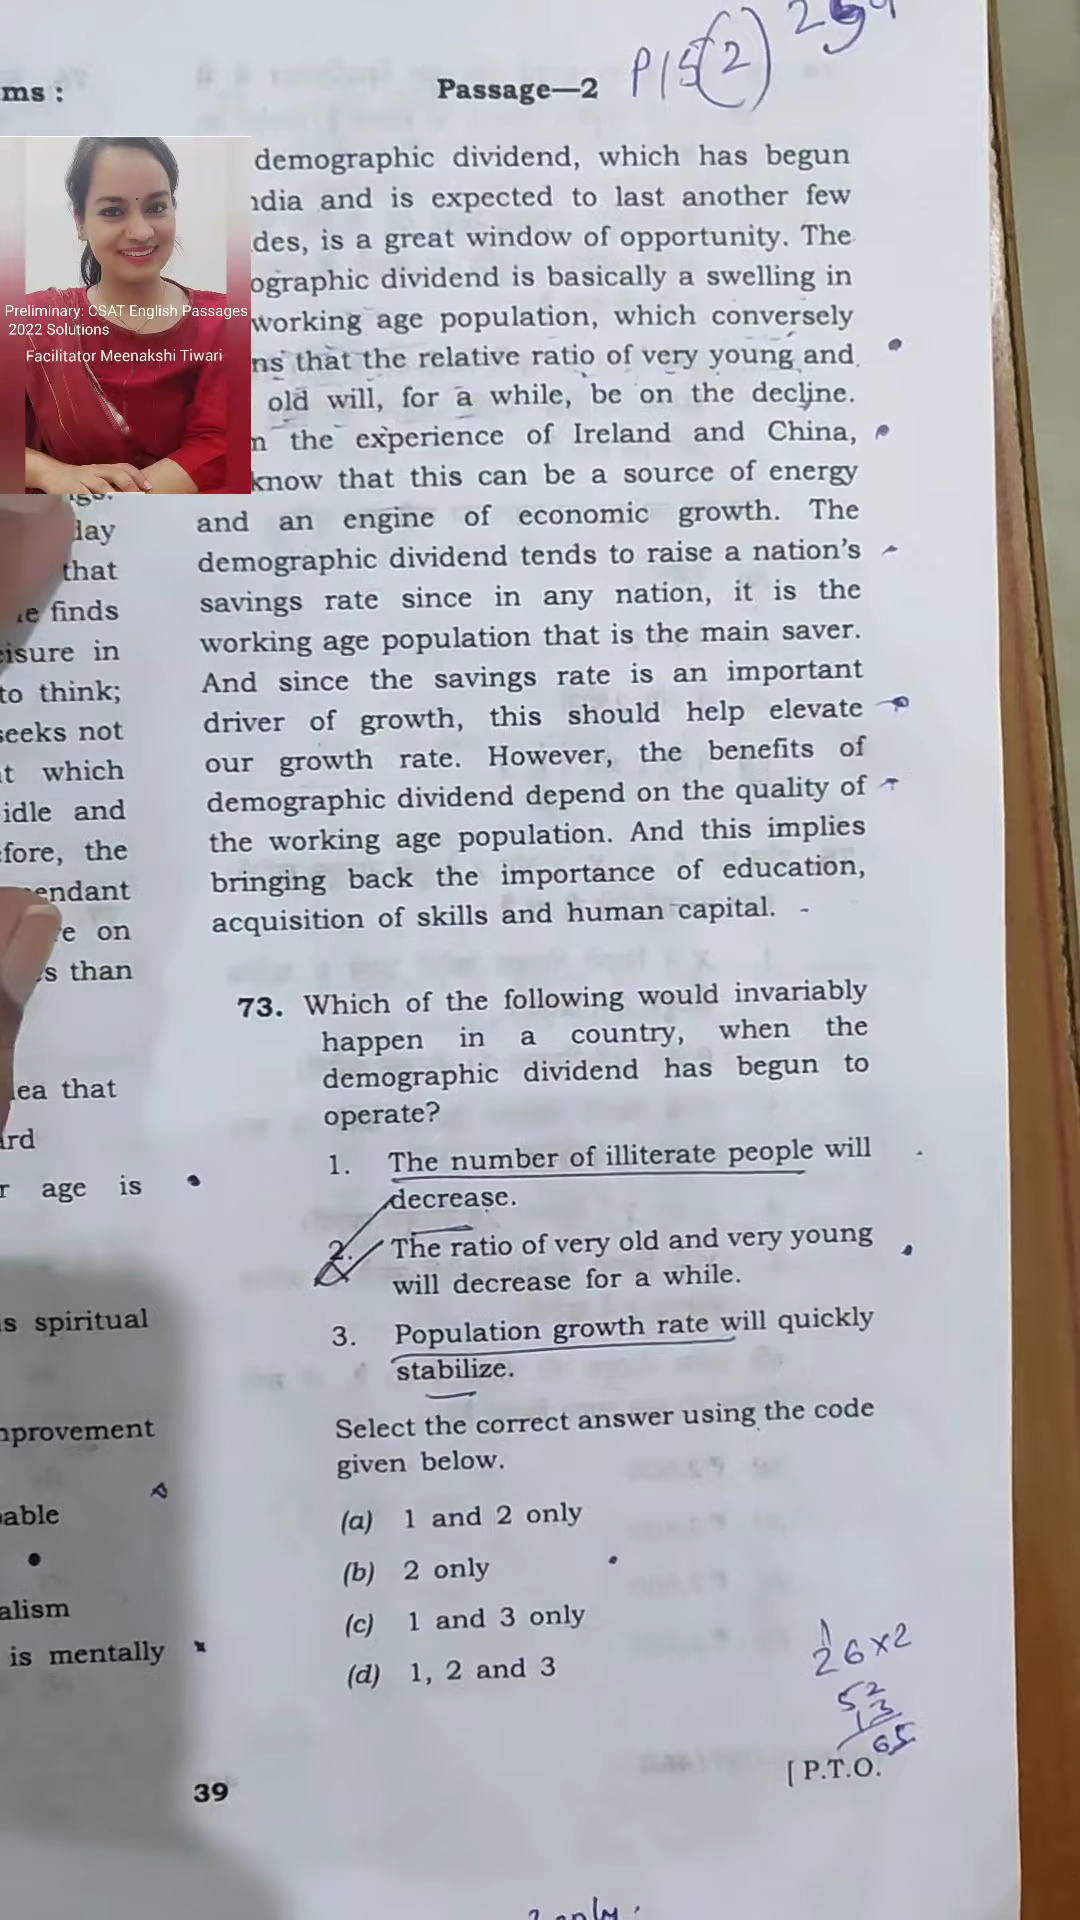 P15(2)
ms :
Passage—2
demographic dividend, which has begun
ndia and is expected to last another few
des, is a great window of opportunity. The
ographic dividend is basically a swelling in
working age population, which conversely
ns that the relative ratio of very young and
old will, for a while, be on the decline.
n the experience of Ireland and China,
know that this can be a source of energy
and an engine of economic growth. The
demographic dividend tends to raise a nation's
savings rate since in any nation, it is the
working age population that is the main saver.
And since the savings rate is an important
driver of growth, this should help elevate
our growth rate. However, the benefits of
demographic dividend depend on the quality of
the working age population. And this implies
bringing back the importance of education,
acquisition of skills and human capital.
Preliminary: CSAT English Passages
2022 Solutions
Facilitator Meenakshi Tiwari
lay
that
e finds
eisure in
to think;
seeks not
t which
idle and
fore, the
endant
e on
s than
ea that
ard
r age is
s spiritual
nprovement
able
alism
is mentally
73. Which of the following would invariably
happen in a country, when the
demographic dividend has begun to
operate?
1. The number of illiterate people will
decrease.
2. The ratio of very old and very young
will decrease for a while.
3. Population growth rate will quickly
stabilize.
Select the correct answer using the code
given below.
(a) 1 and 2 only
(b) 2 only
(c) 1 and 3 only
(d) 1, 2 and 3
26×2
52
13
65
39
[ P.T.O.
2 only.